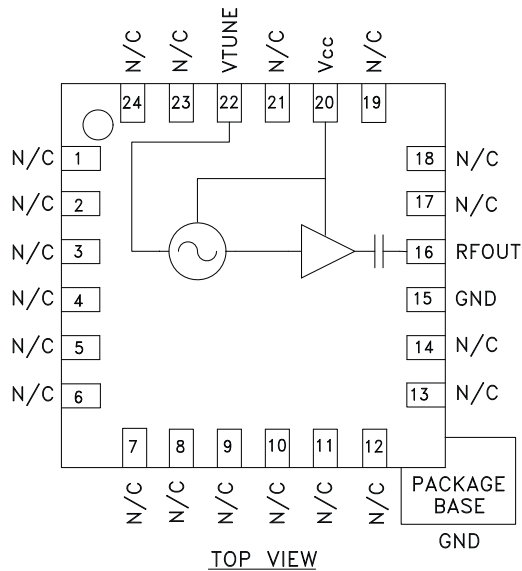 N/C N/C VTUNE N/C Vcc N/C
24 23 22 21 20 19
N/C 1 18 N/C
N/C 2 17 N/C
N/C 3 16 RFOUT
N/C 4 15 GND
N/C 5 14 N/C
N/C 6 13 N/C
7 8 9 10 11 12
N/C N/C N/C N/C N/C N/C
PACKAGE
BASE
GND
TOP VIEW